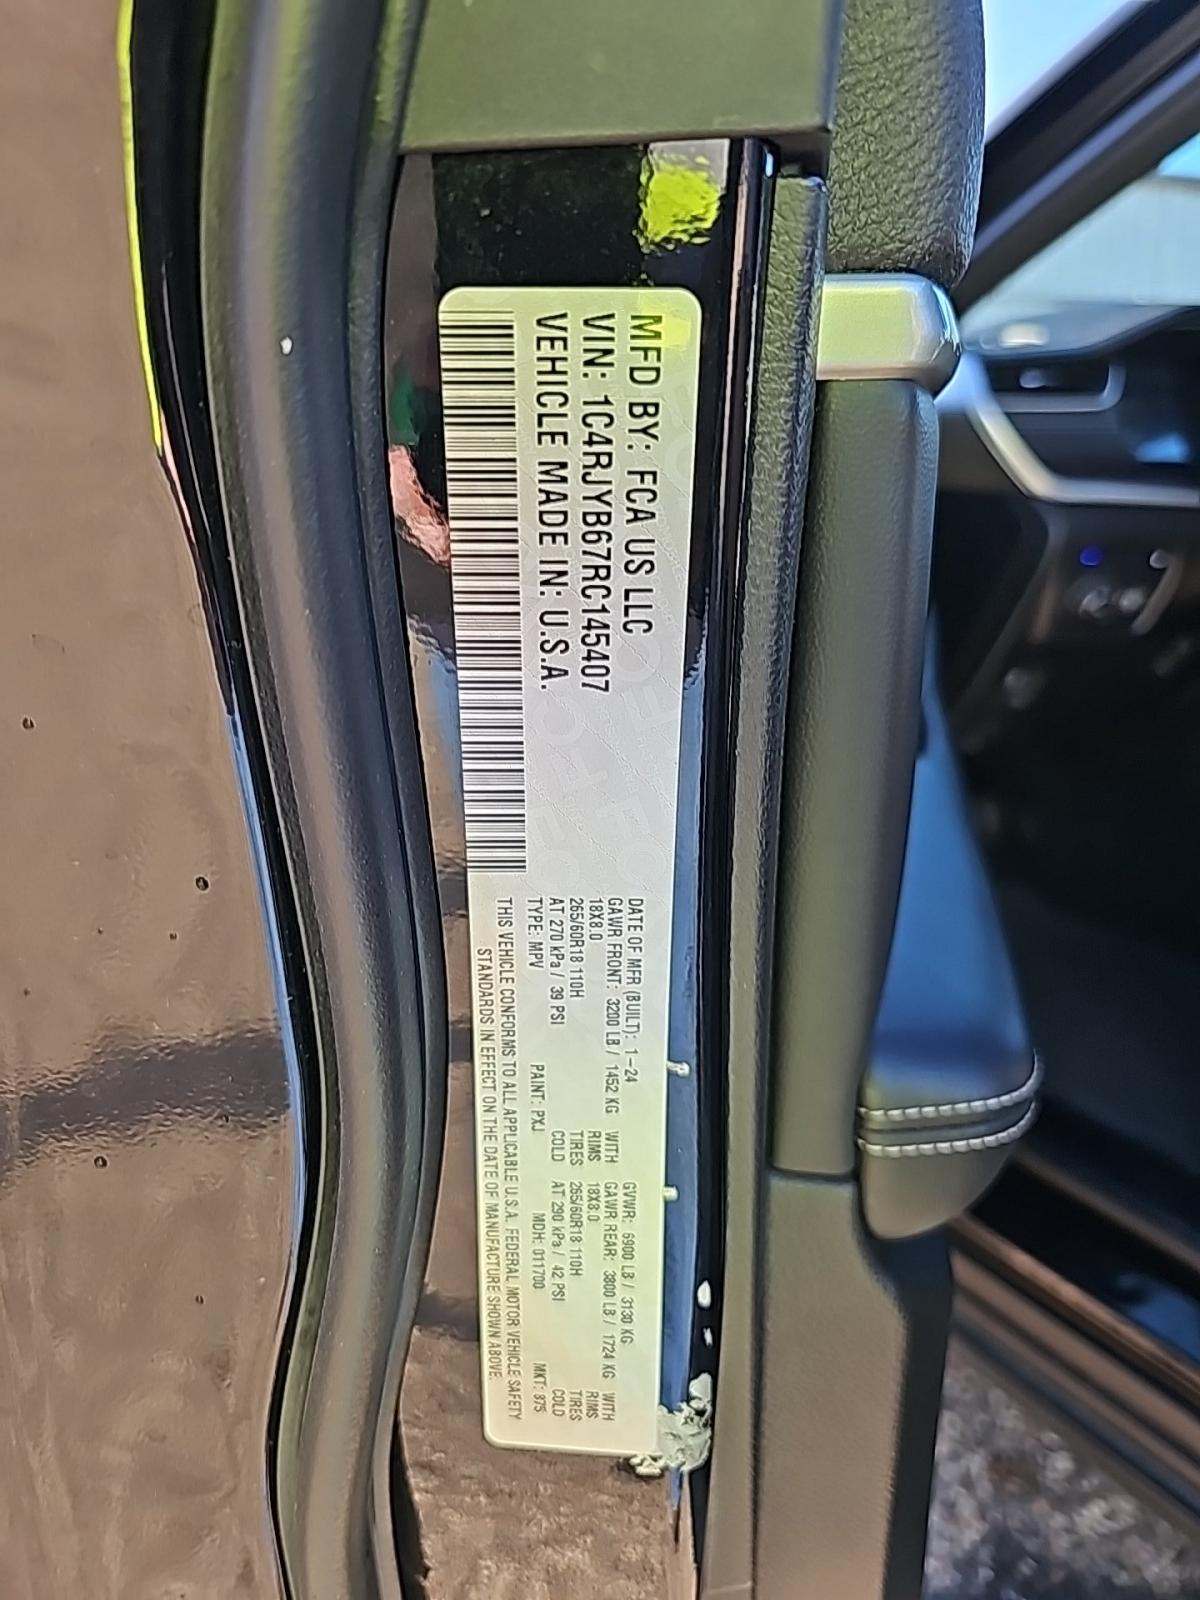 MFD BY: FCA US LLC
VIN: 1C4RJYB67RC145407
VEHICLE MADE IN: U.S.A.
DATE OF MFR (BUILT): 1-24 GVWR: 6900 LB / 3130 KG
GAWR FRONT: 3200 LB / 1452 KG WITH GAWR REAR: 3800 LB / 1724 KG WITH
18X8.0 RIMS 18X8.0 RIMS
265/60R18 110H TIRES 265/60R18 110H TIRES
AT 270 kPa / 39 PSI COLD AT 290 kPa / 42 PSI COLD
TYPE: MPV PAINT: PXJ MDH: 011700 MKT: 875
THIS VEHICLE CONFORMS TO ALL APPLICABLE U.S.A. FEDERAL MOTOR VEHICLE SAFETY
STANDARDS IN EFFECT ON THE DATE OF MANUFACTURE SHOWN ABOVE.